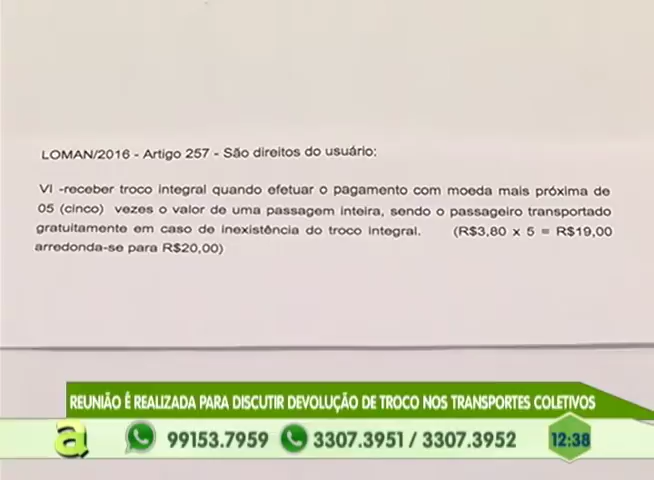 LOMAN/2016 - Artigo 257 - São direitos do usuário:
VI -receber troco integral quando efetuar o pagamento com moeda mais próxima de
05 (cinco) vezes o valor de uma passagem inteira, sendo o passageiro transportado
gratuitamente em caso de inexistência do troco integral. (R$3,80 x 5 = R$19,00
arredonda-se para R$20,00)
REUNIÃO É REALIZADA PARA DISCUTIR DEVOLUÇÃO DE TROCO NOS TRANSPORTES COLETIVOS
a 99153.7959 3307.3951 / 3307.3952 12:38